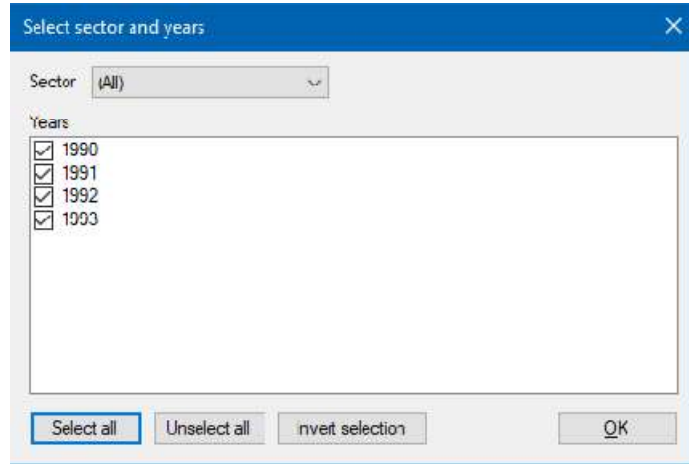 Select sector and years
Sector (All)
Years
1990
1991
1992
1993
Select all Unselect all Invert selection OK